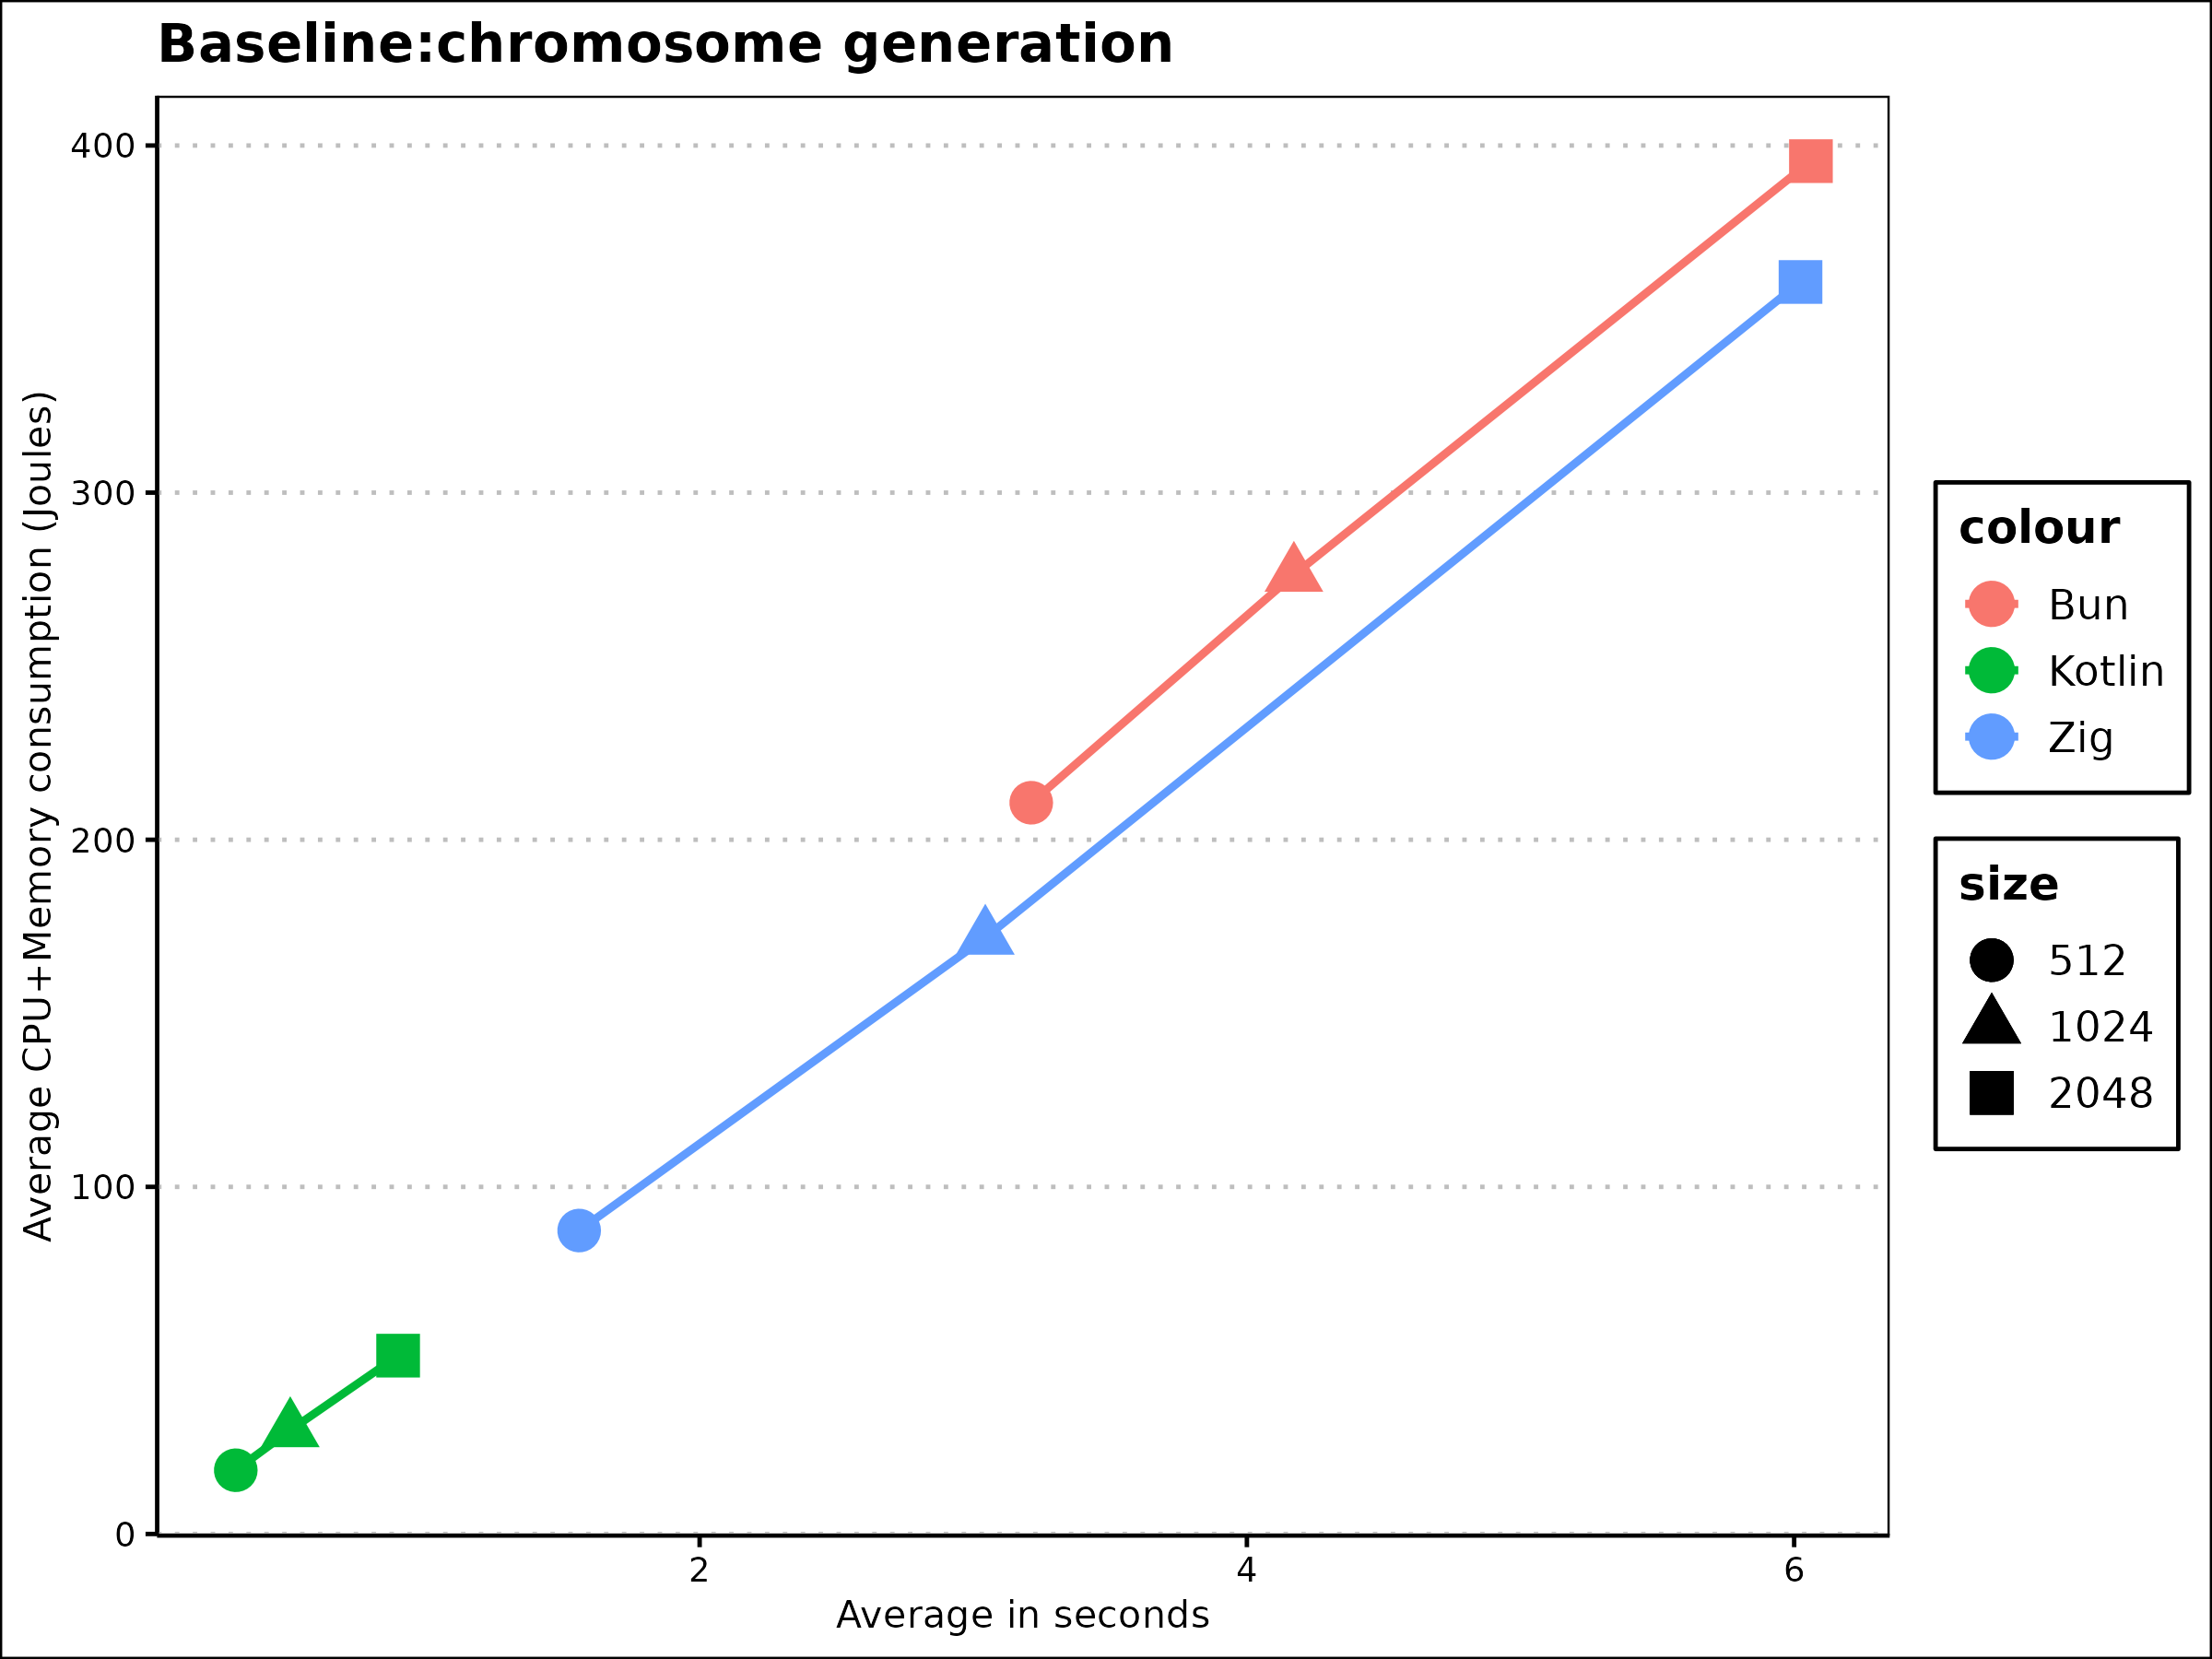 Baseline:chromosome generation
Average CPU+Memory consumption (Joules)
400
300
200
100
0
2
4
6
Average in seconds
colour
Bun
Kotlin
Zig
size
512
1024
2048